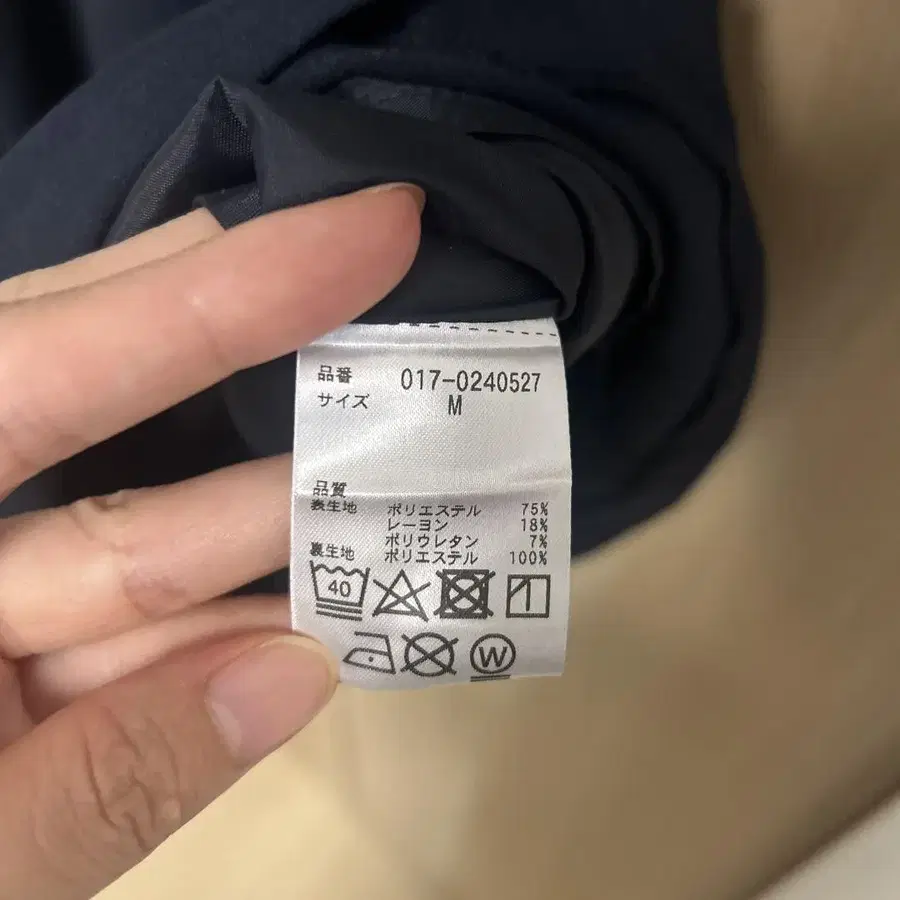 品番 017-0240527
サイズ M
品質
表生地 ポリエステル 75%
レーヨン 18%
ポリウレタン 7%
裏生地 ポリエステル 100%
40
W